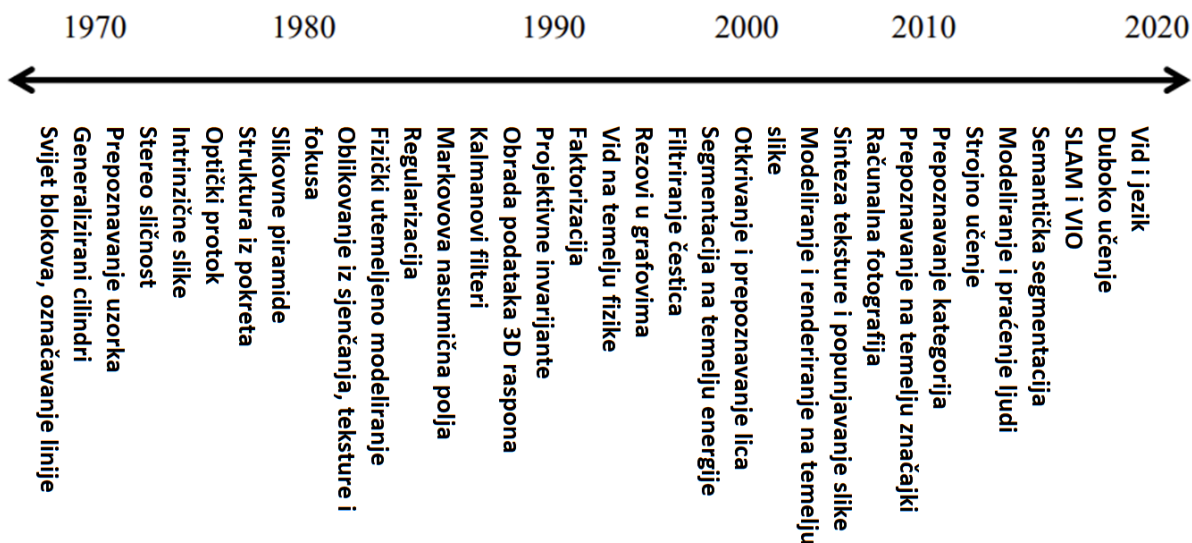 1970 1980 1990 2000 2010 2020
Svijet blokova, označavanje linije
Generalizirani cilindri
Prepoznavanje uzorka
Stereo sličnost
Intrinzične slike
Optički protok
Struktura iz pokreta
Slikovne piramide
Oblikovanje iz sjenčanja, teksture i
fokusa
Fizički utemeljeno modeliranje
Regularizacija
Markovova nasumična polja
Kalmanovi filteri
Obrada podataka 3D raspona
Projektivne invarijante
Faktorizacija
Vid na temelju fizike
Rezovi u grafovima
Filtriranje čestica
Segmentacija na temelju energije
Otkrivanje i prepoznavanje lica
Modeliranje i renderiranje na temelju
slike
Sinteza teksture i popunjavanje slike
Računalna fotografija
Prepoznavanje na temelju značajki
Prepoznavanje kategorija
Strojno učenje
Modeliranje i praćenje ljudi
Semantička segmentacija
SLAM i VIO
Duboko učenje
Vid i jezik